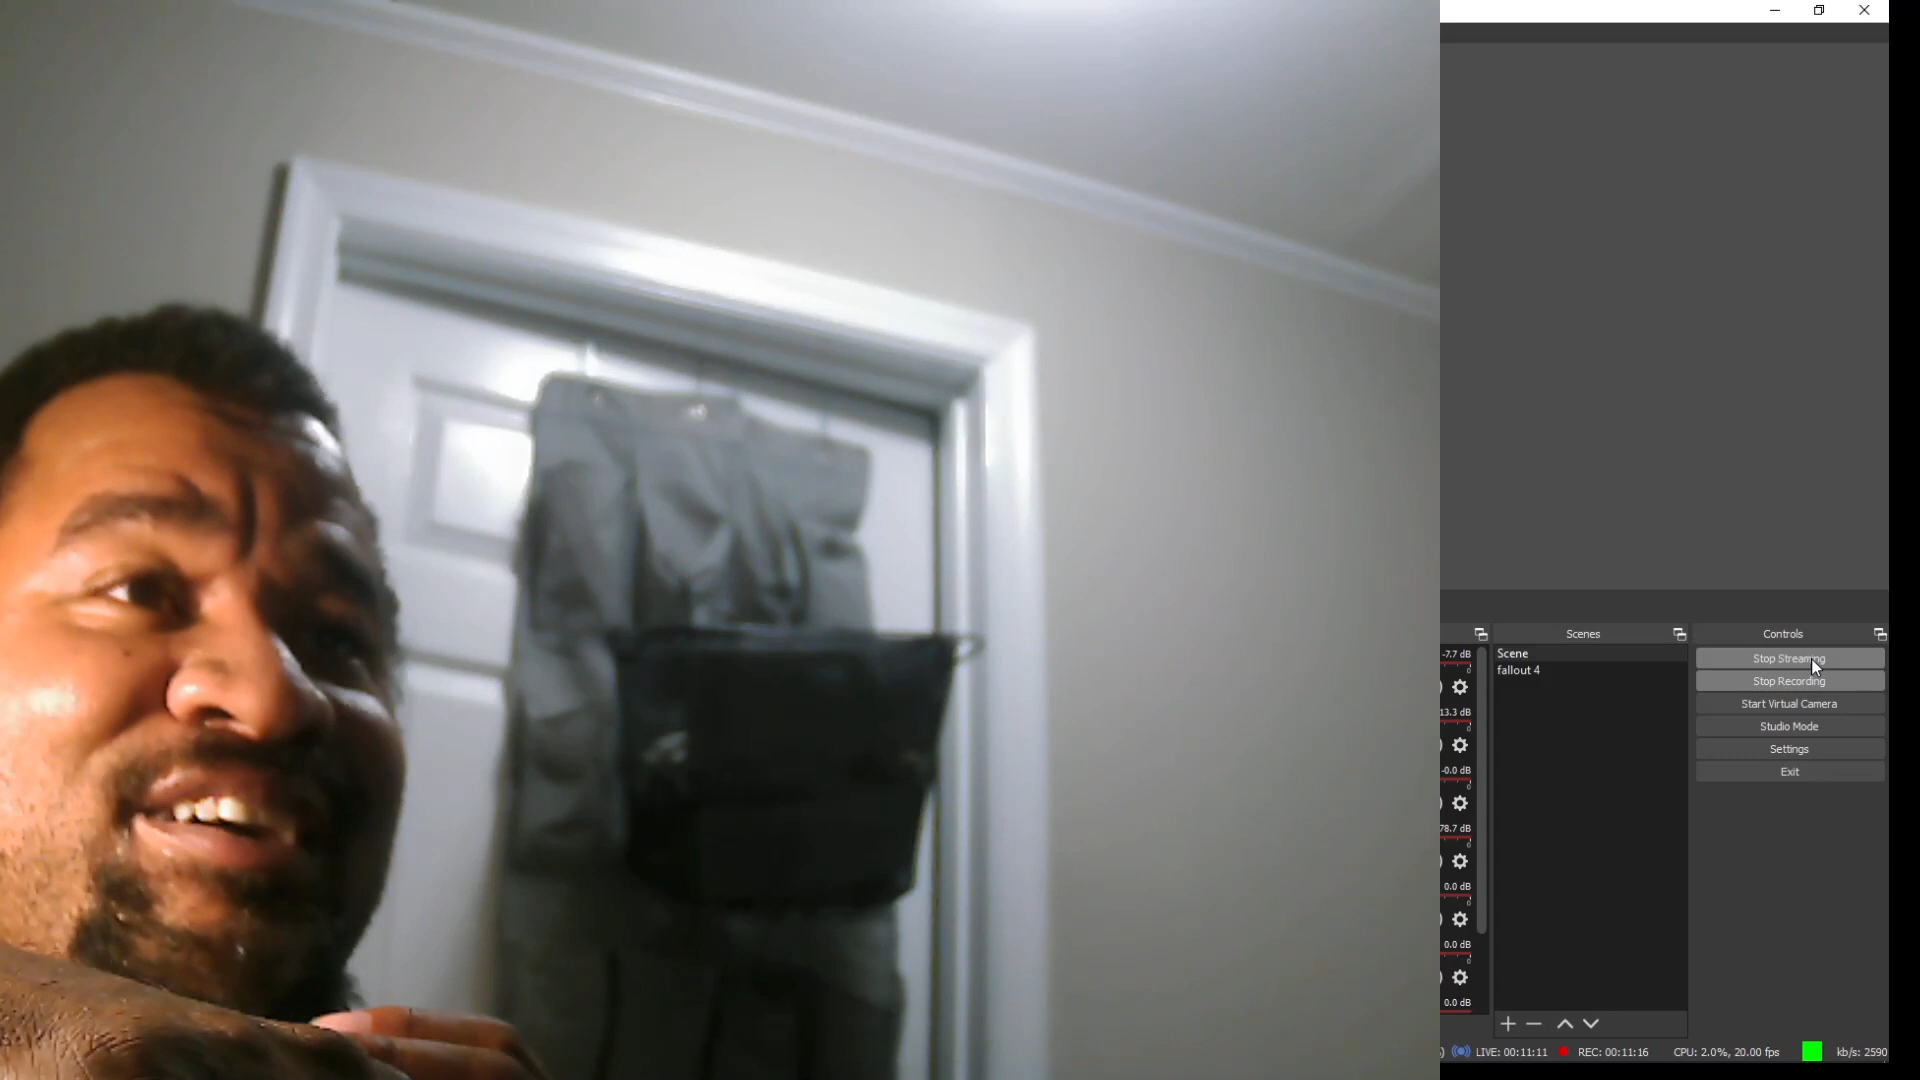 Scenes
Controls
-7.7 dB
Scene
Stop Streaming
fallout 4
Stop Recording
13.3 dB
Start Virtual Camera
Studio Mode
Settings
-0.0 dB
Exit
78.7 dB
0.0 dB
0.0 dB
0.0 dB
LIVE: 00:11:11
REC: 00:11:16
CPU: 2.0%, 20.00 fps
kb/s: 2590